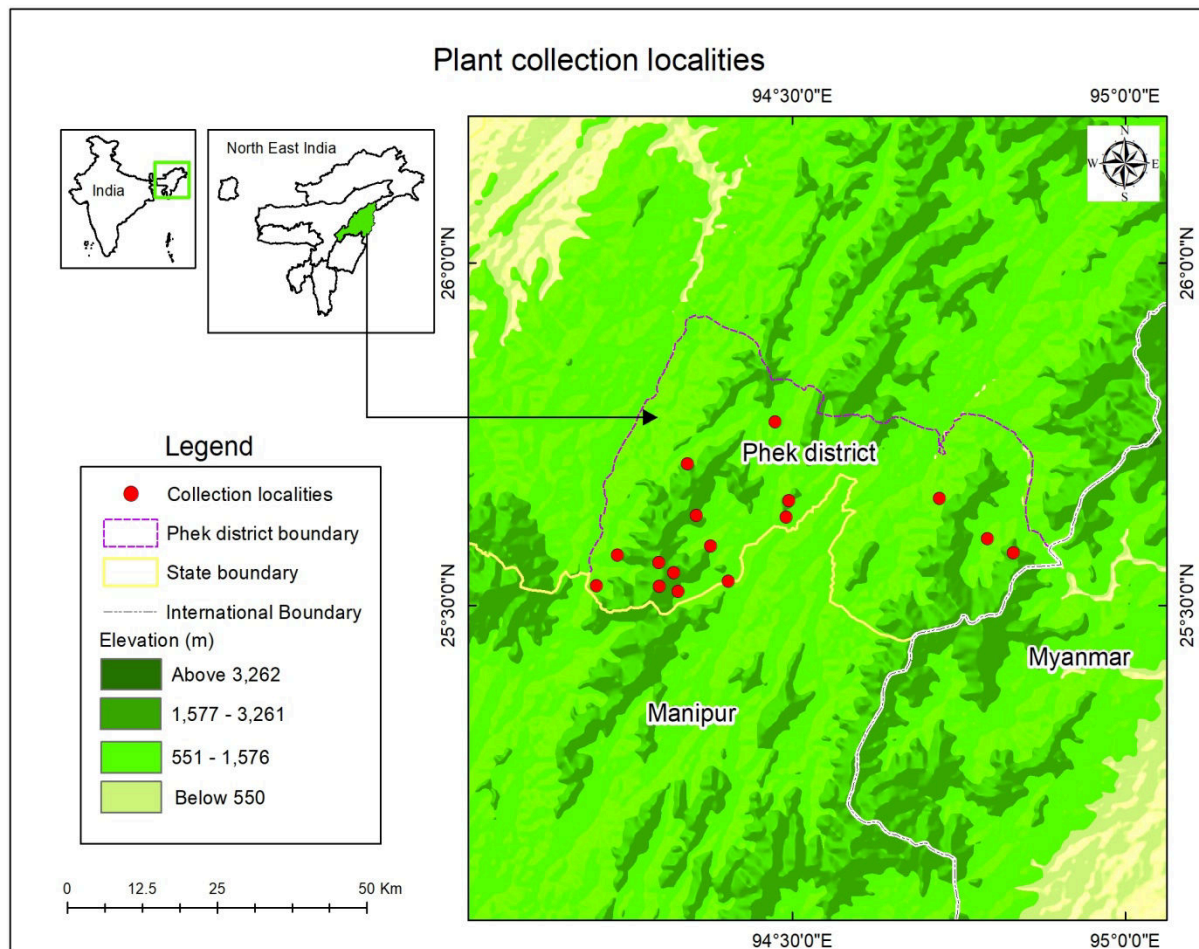 Plant collection localities
94°30'0"E
95°0'0"E
India
North East India
N
W
E
S
26°0'0"N
26°0'0"N
Phek district
Legend
Collection localities
Phek district boundary
State boundary
International Boundary
Elevation (m)
Above 3,262
1,577 - 3,261
551 - 1,576
Below 550
25°30'0"N
25°30'0"N
Myanmar
Manipur
0
12.5
25
50 Km
94°30'0"E
95°0'0"E